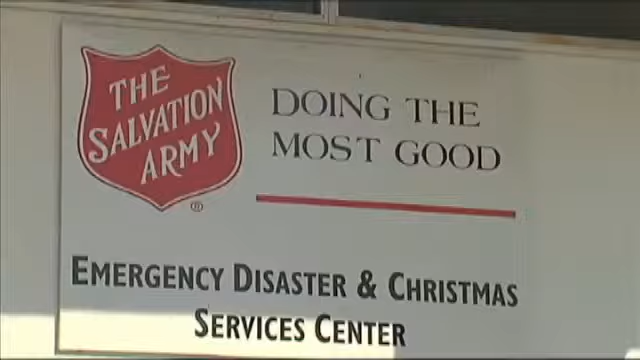 THE
SALVATION
ARMY
®
DOING THE
MOST GOOD
EMERGENCY DISASTER & CHRISTMAS
SERVICES CENTER